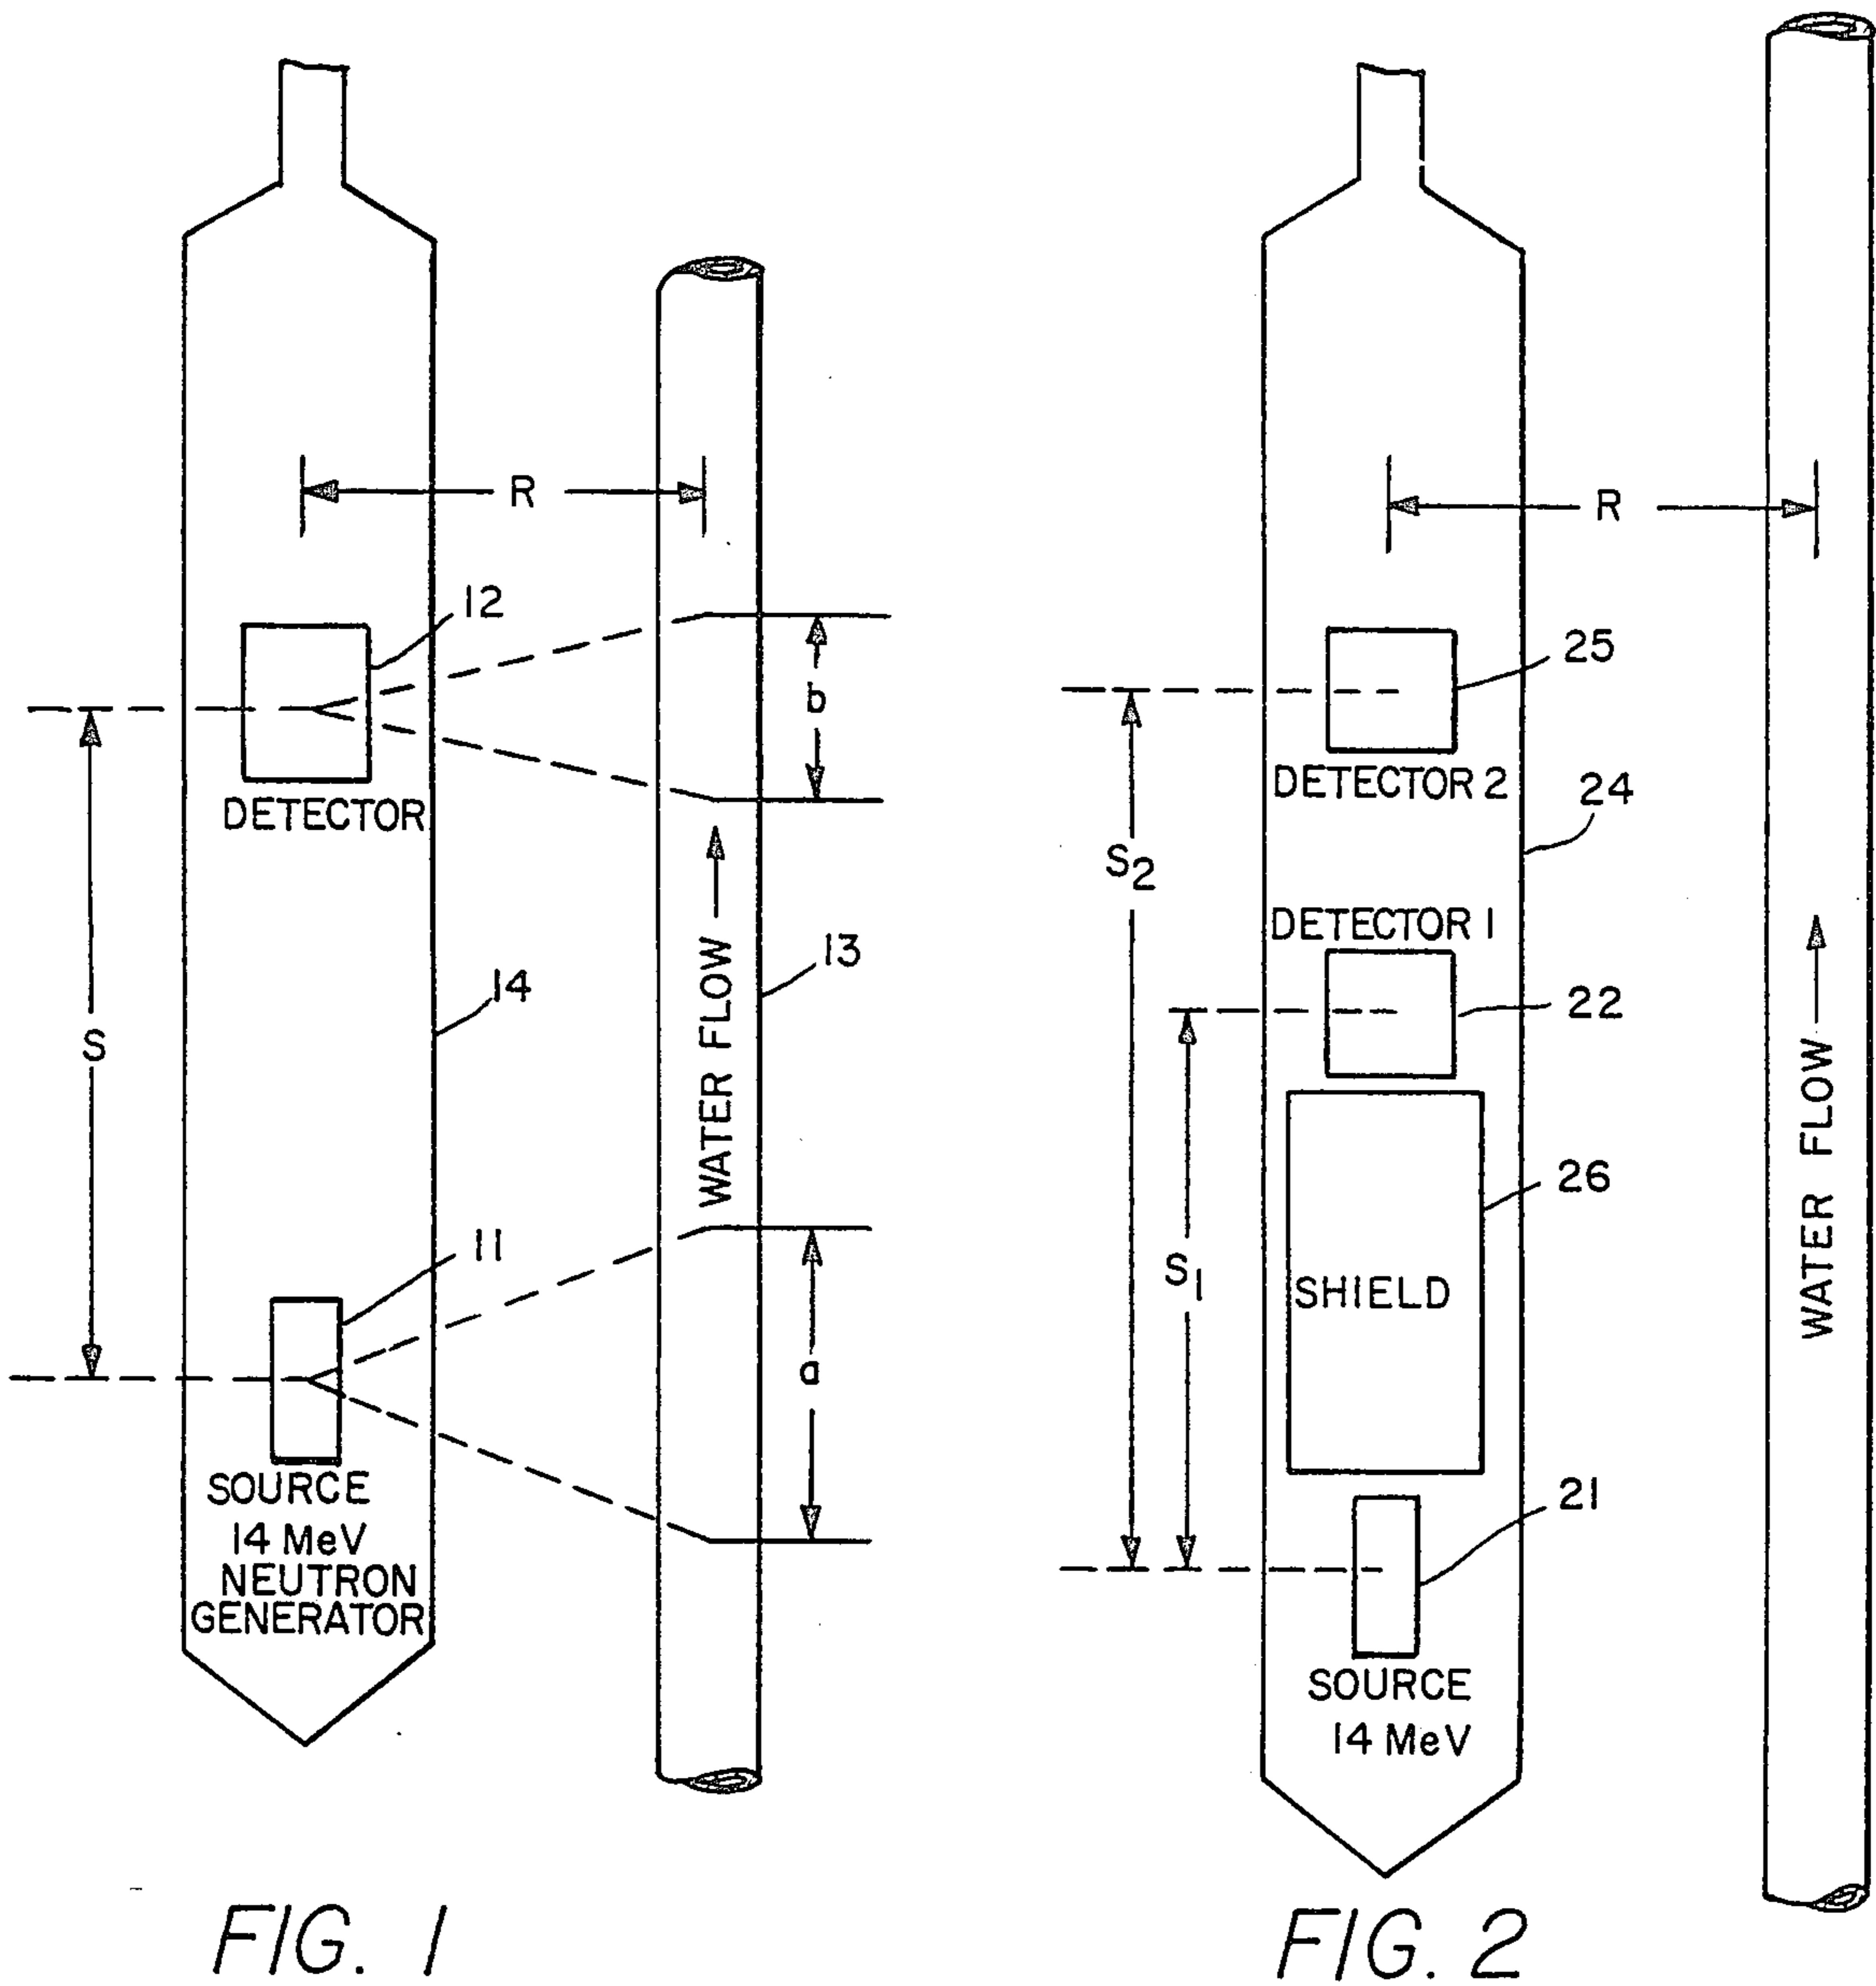 R
12
b
DETECTOR
S
14
WATER FLOW
13
11
a
SOURCE
14 MeV
NEUTRON
GENERATOR
FIG. 1
R
25
DETECTOR 2
24
S2
DETECTOR 1
22
S1
26
SHIELD
WATER FLOW
21
SOURCE
14 MeV
FIG. 2